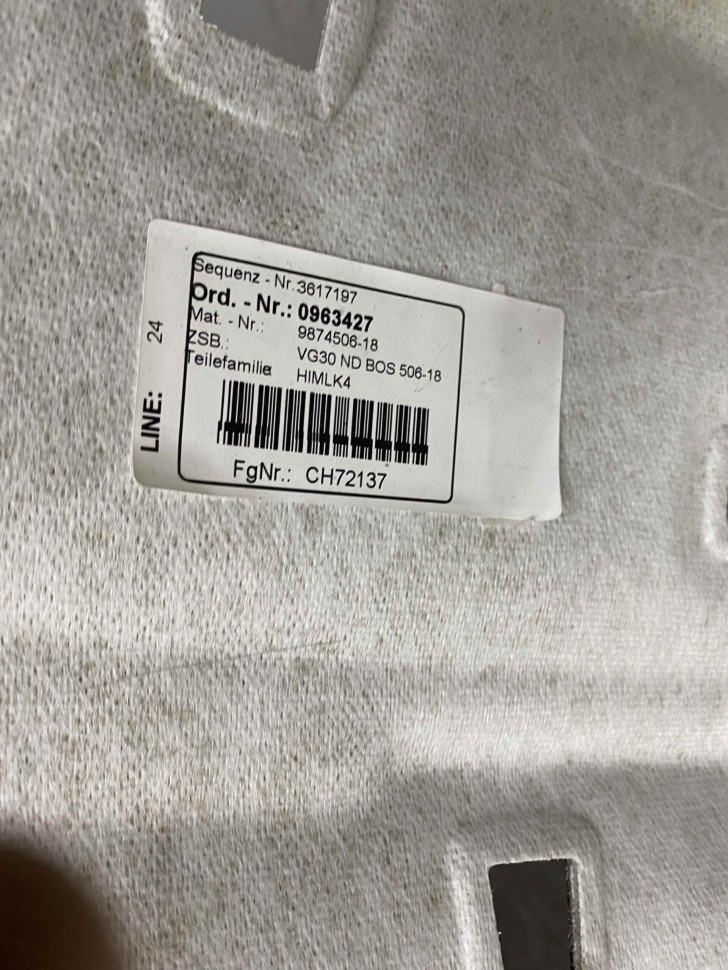 Sequenz - Nr.3617197
Ord. - Nr.: 0963427
Mat. - Nr.: 9874506-18
ZSB.: VG30 ND BOS 506-18
Teilefamilie HIMLK4
FgNr.: CH72137
LINE: 24